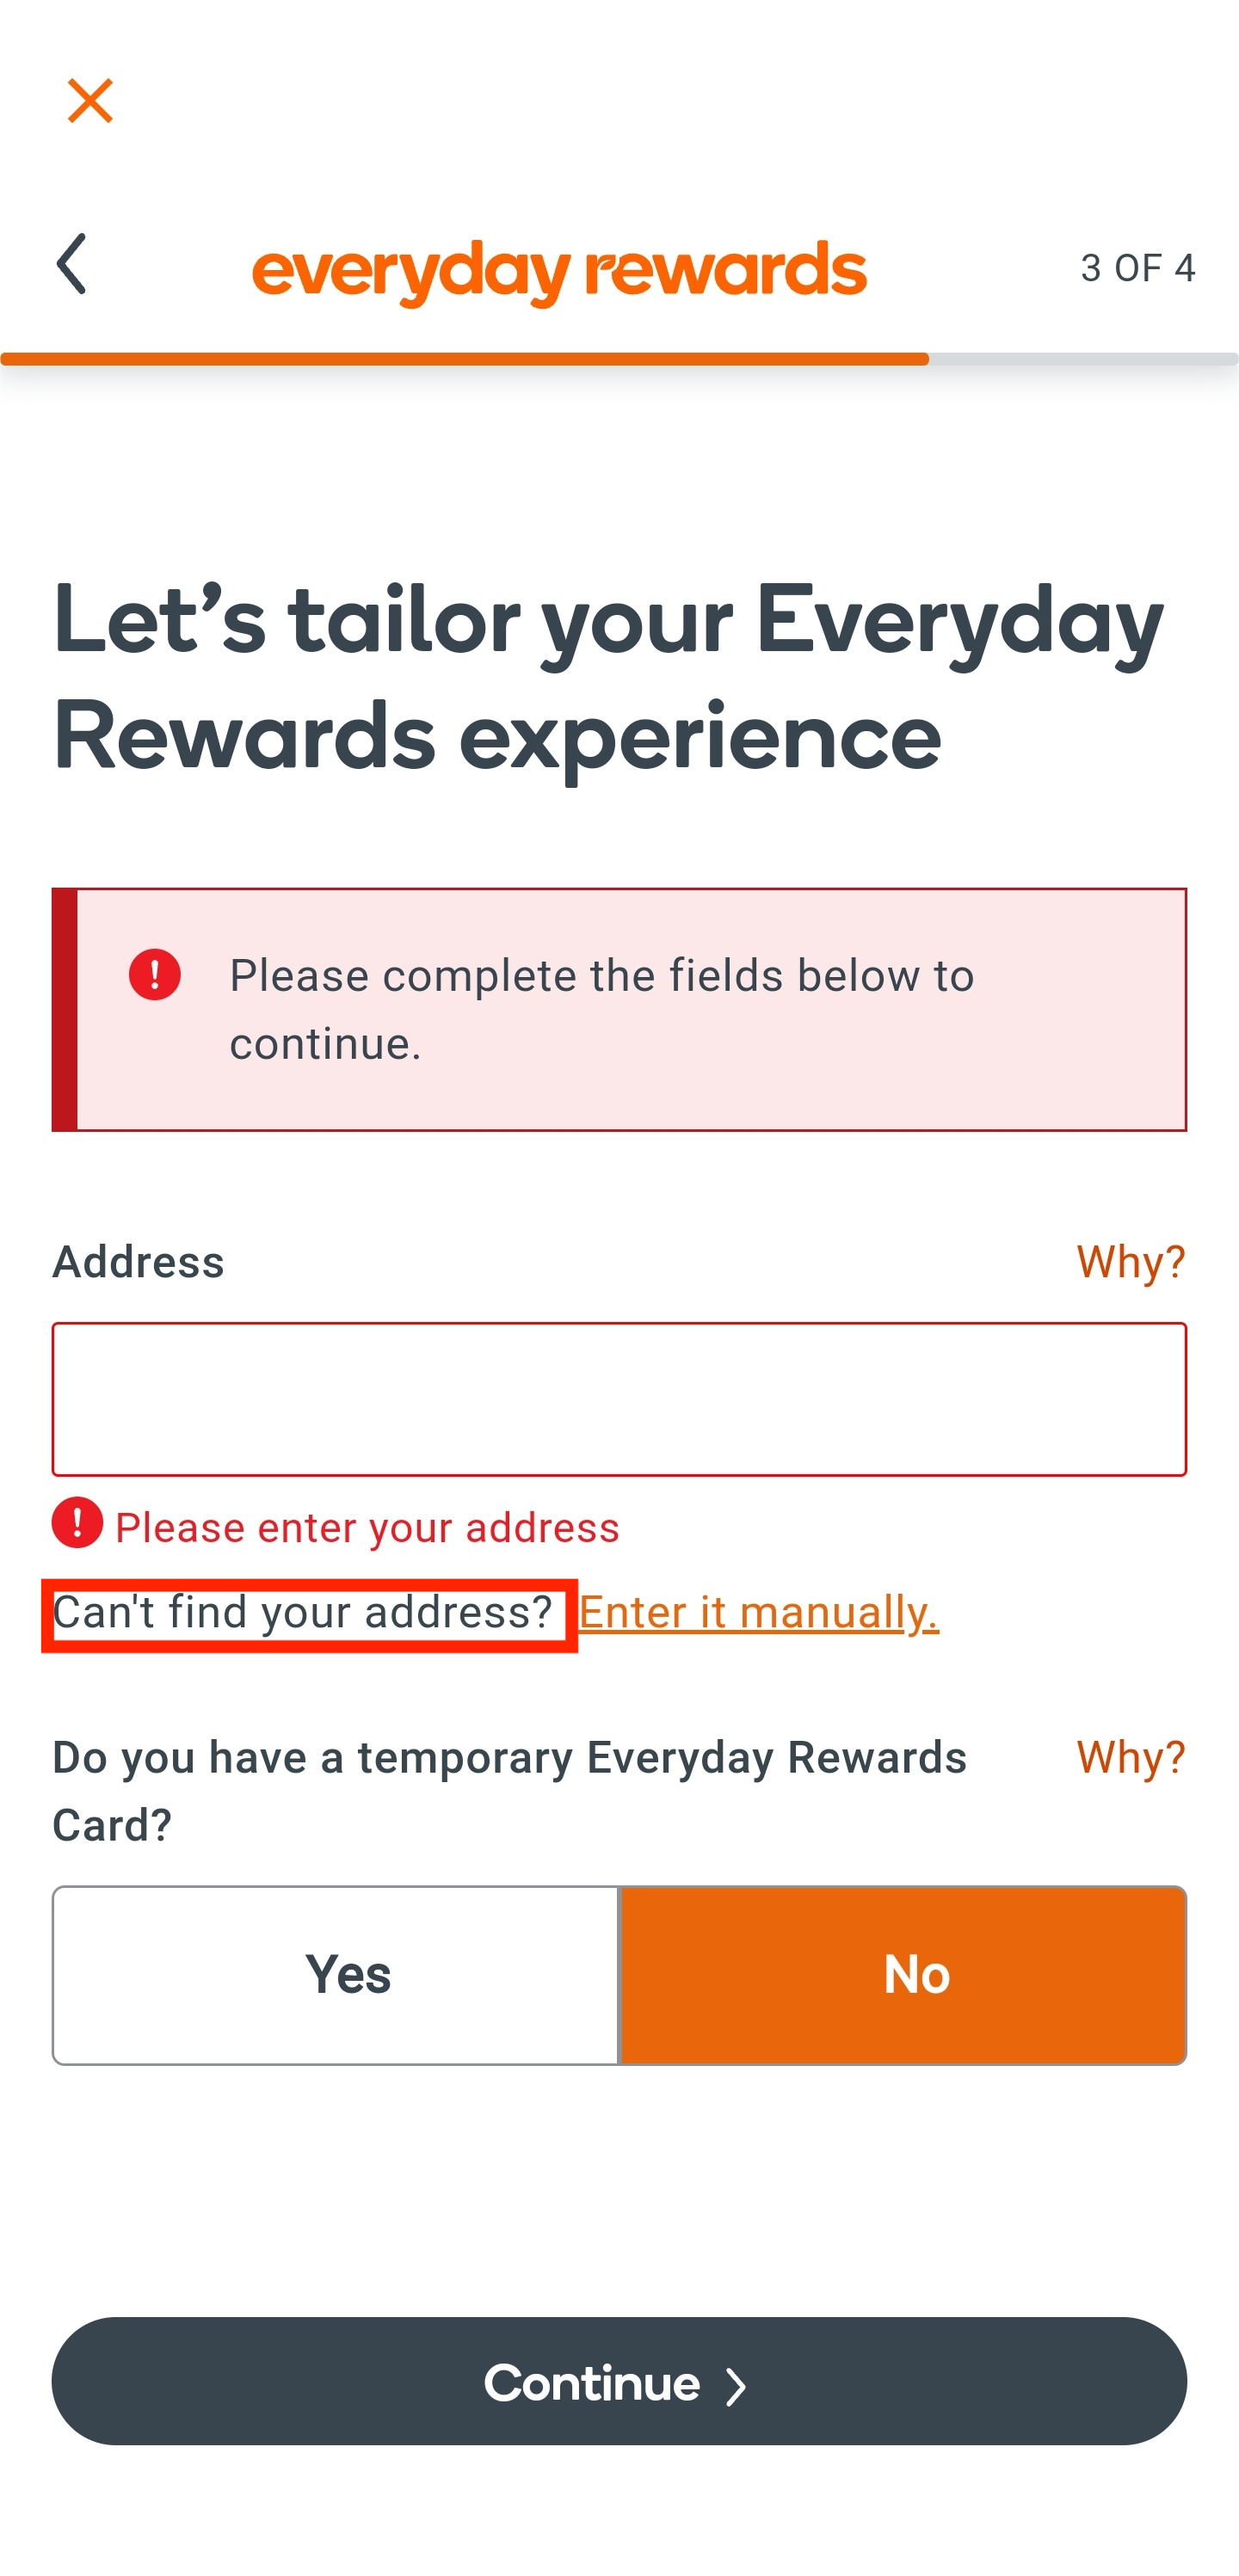 everyday rewards
3 OF 4
Let’s tailor your Everyday
Rewards experience
Please complete the fields below to
continue.
Address
Why?
Please enter your address
Can't find your address? Enter it manually.
Do you have a temporary Everyday Rewards
Card?
Why?
Yes
No
Continue